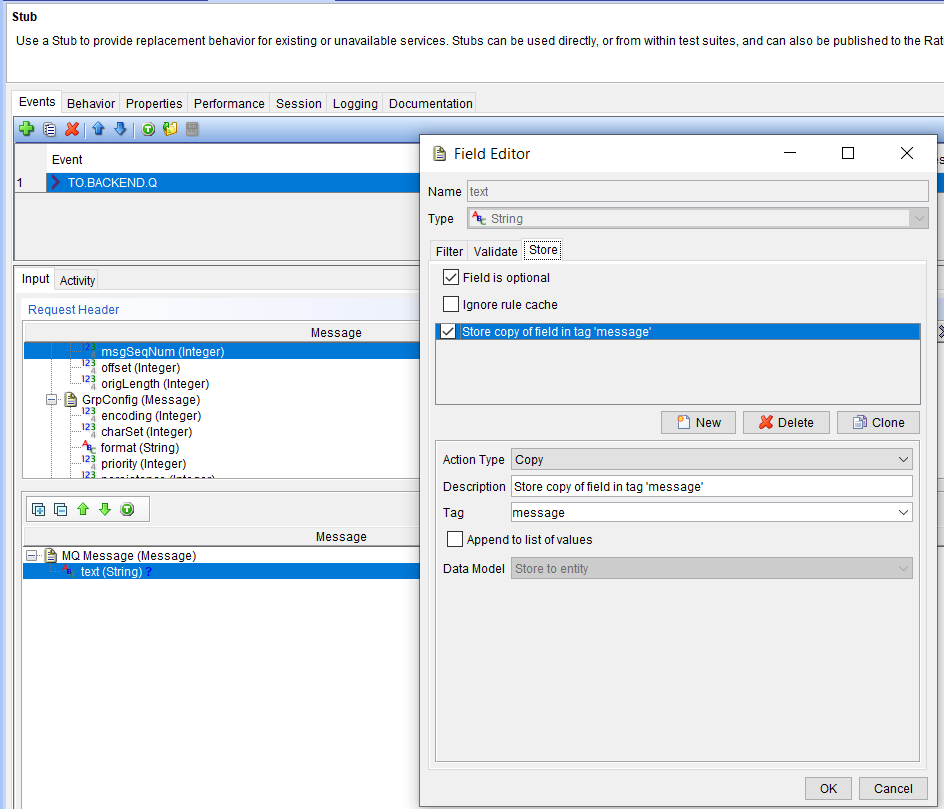 Stub
Use a Stub to provide replacement behavior for existing or unavailable services. Stubs can be used directly, or from within test suites, and can also be published to the Rat
Events Behavior Properties Performance Session Logging Documentation
Event
1 TO.BACKEND.Q
Input Activity
Request Header
Message
msgSeqNum (Integer)
offset (Integer)
origLength (Integer)
GrpConfig (Message)
encoding (Integer)
charSet (Integer)
format (String)
priority (Integer)
Message
MQ Message (Message)
text (String) ?
Field Editor
Name text
Type String
Filter Validate Store
Field is optional
Ignore rule cache
Store copy of field in tag 'message'
New Delete Clone
Action Type Copy
Description Store copy of field in tag 'message'
Tag message
Append to list of values
Data Model Store to entity
OK Cancel